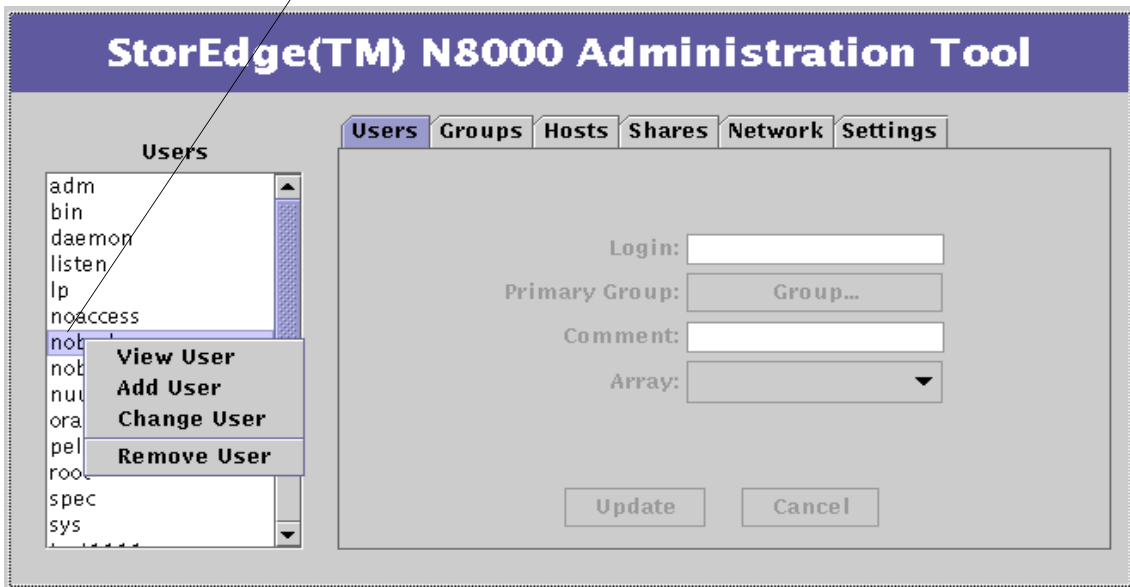 StorEdge(TM) N8000 Administration Tool
Users Groups Hosts Shares Network Settings
Users
adm
bin
daemon
listen
lp
noaccess
View User
Add User
Change User
Remove User
root
spec
sys
Login:
Primary Group: Group...
Comment:
Array:
Update Cancel